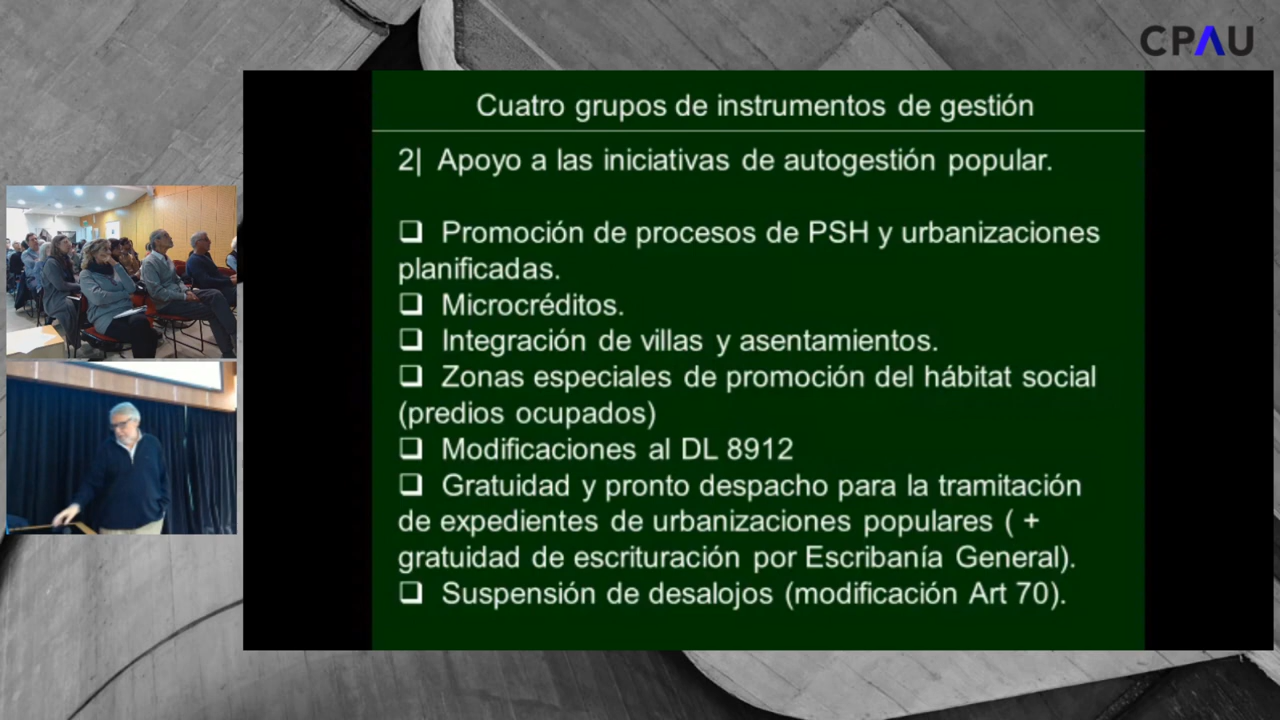 CPAU
Cuatro grupos de instrumentos de gestión
2| Apoyo a las iniciativas de autogestión popular.
❑ Promoción de procesos de PSH y urbanizaciones
planificadas.
❑ Microcréditos.
❑ Integración de villas y asentamientos.
❑ Zonas especiales de promoción del hábitat social
(predios ocupados)
❑ Modificaciones al DL 8912
❑ Gratuidad y pronto despacho para la tramitación
de expedientes de urbanizaciones populares ( +
gratuidad de escrituración por Escribanía General).
❑ Suspensión de desalojos (modificación Art 70).